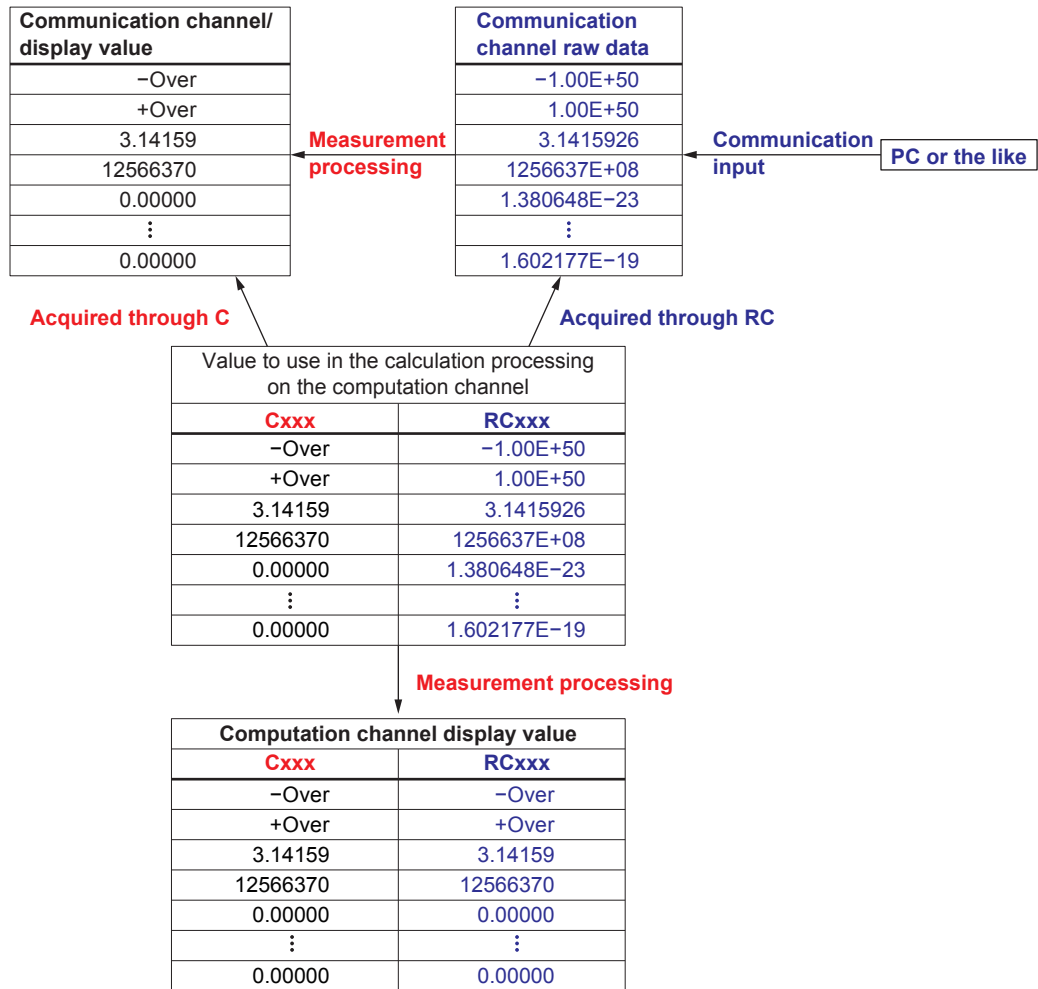 Communication channel/
display value
−Over
+Over
3.14159
12566370
0.00000
⋮
0.00000
Communication
channel raw data
−1.00E+50
1.00E+50
3.1415926
1256637E+08
1.380648E−23
⋮
1.602177E−19
Measurement
processing
Communication
input
PC or the like
Acquired through C
Acquired through RC
Value to use in the calculation processing
on the computation channel
Cxxx RCxxx
−Over −1.00E+50
+Over 1.00E+50
3.14159 3.1415926
12566370 1256637E+08
0.00000 1.380648E−23
⋮ ⋮
0.00000 1.602177E−19
Measurement processing
Computation channel display value
Cxxx RCxxx
−Over −Over
+Over +Over
3.14159 3.14159
12566370 12566370
0.00000 0.00000
⋮ ⋮
0.00000 0.00000